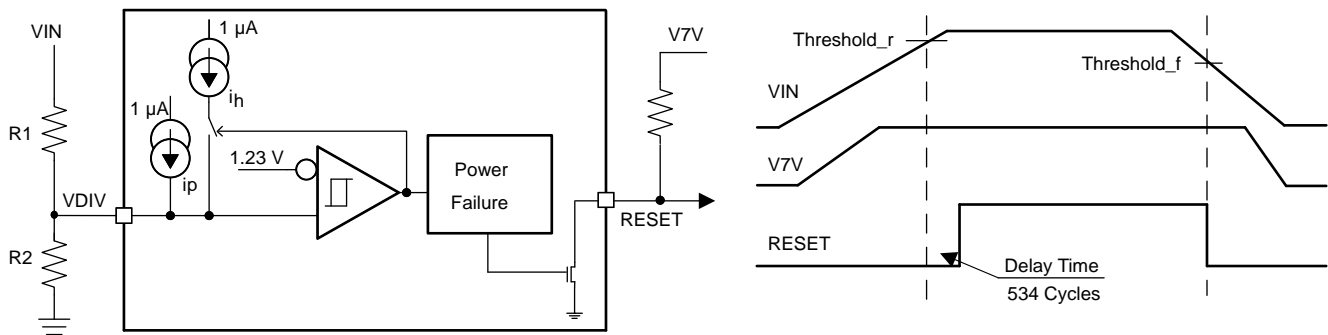 1 µA
VIN
V7V
1 µA
ih
R1
1.23 V
ip
Power
Failure
VDIV
RESET
R2
Threshold_r
Threshold_f
VIN
V7V
RESET
Delay Time
534 Cycles